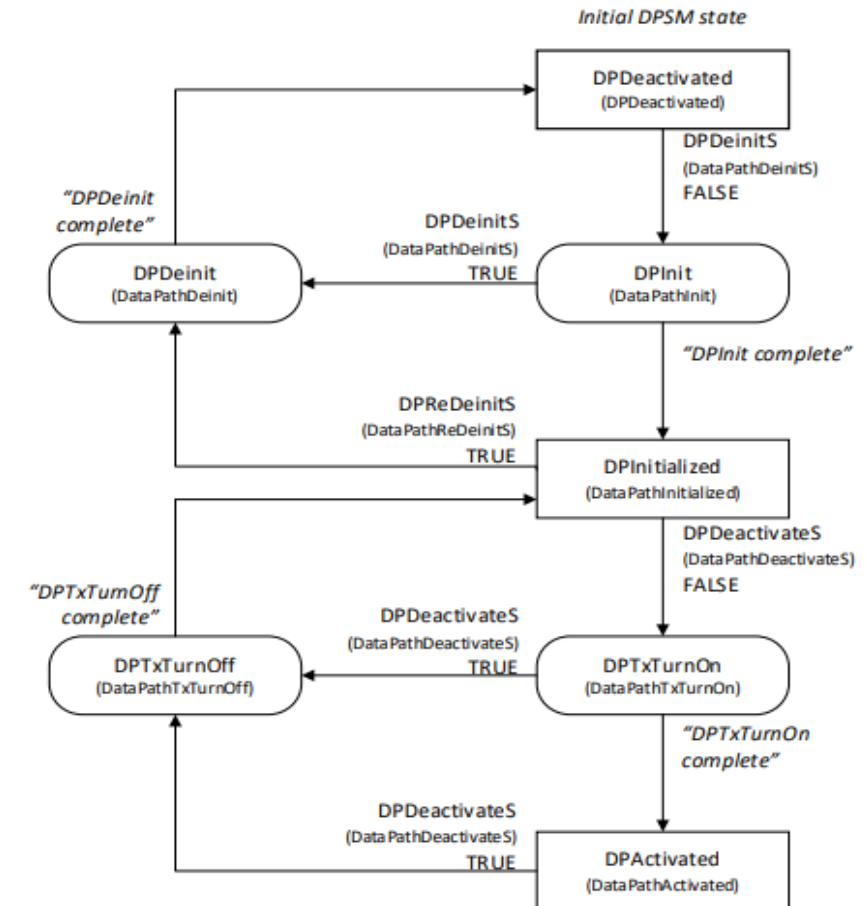 Initial DPSM state
DPDeactivated
(DPDeactivated)
DPDeinitS
(DataPathDeinitS)
FALSE
"DPDeinit
complete"
DPDeinitS
(DataPathDeinitS)
TRUE
DPDeinit
(DataPathDeinit)
DPInit
(DataPathInit)
"DPInit complete"
DPReDeinitS
(DataPathReDeinitS)
TRUE
DPInitialized
(DataPathInitialized)
DPDeactivateS
(DataPathDeactivateS)
FALSE
"DPTxTurnOff
complete"
DPDeactivateS
(DataPathDeactivateS)
TRUE
DPTxTurnOff
(DataPathTxTurnOff)
DPTxTurnOn
(DataPathTxTurnOn)
"DPTxTurnOn
complete"
DPDeactivateS
(DataPathDeactivateS)
TRUE
DPActivated
(DataPathActivated)